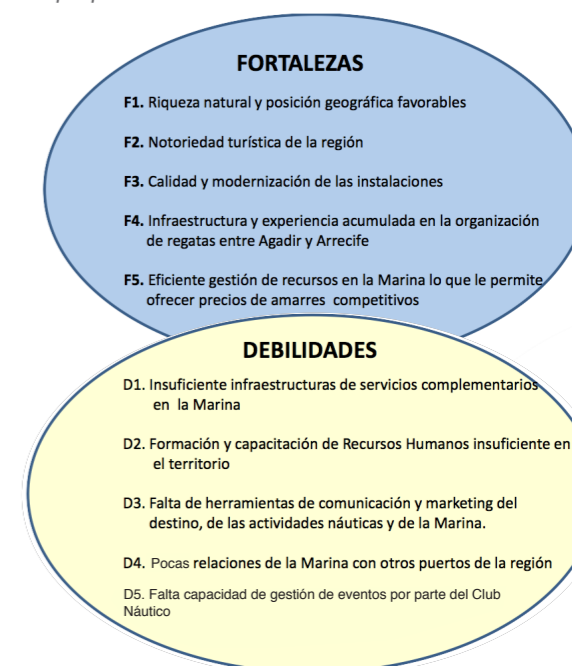 FORTALEZAS
F1. Riqueza natural y posición geográfica favorables
F2. Notoriedad turística de la región
F3. Calidad y modernización de las instalaciones
F4. Infraestructura y experiencia acumulada en la organización
de regatas entre Agadir y Arrecife
F5. Eficiente gestión de recursos en la Marina lo que le permite
ofrecer precios de amarres competitivos
DEBILIDADES
D1. Insuficiente infraestructuras de servicios complementarios
en la Marina
D2. Formación y capacitación de Recursos Humanos insuficiente en
el territorio
D3. Falta de herramientas de comunicación y marketing del
destino, de las actividades náuticas y de la Marina.
D4. Pocas relaciones de la Marina con otros puertos de la región
D5. Falta capacidad de gestión de eventos por parte del Club
Náutico